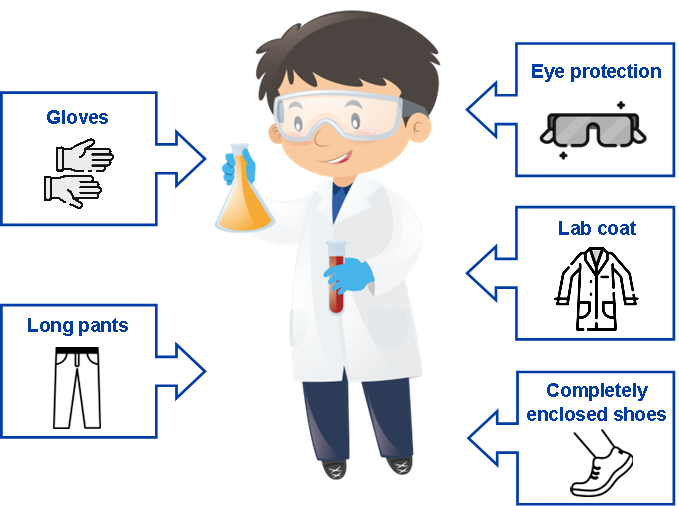 Gloves
Long pants
Eye protection
Lab coat
Completely
enclosed shoes